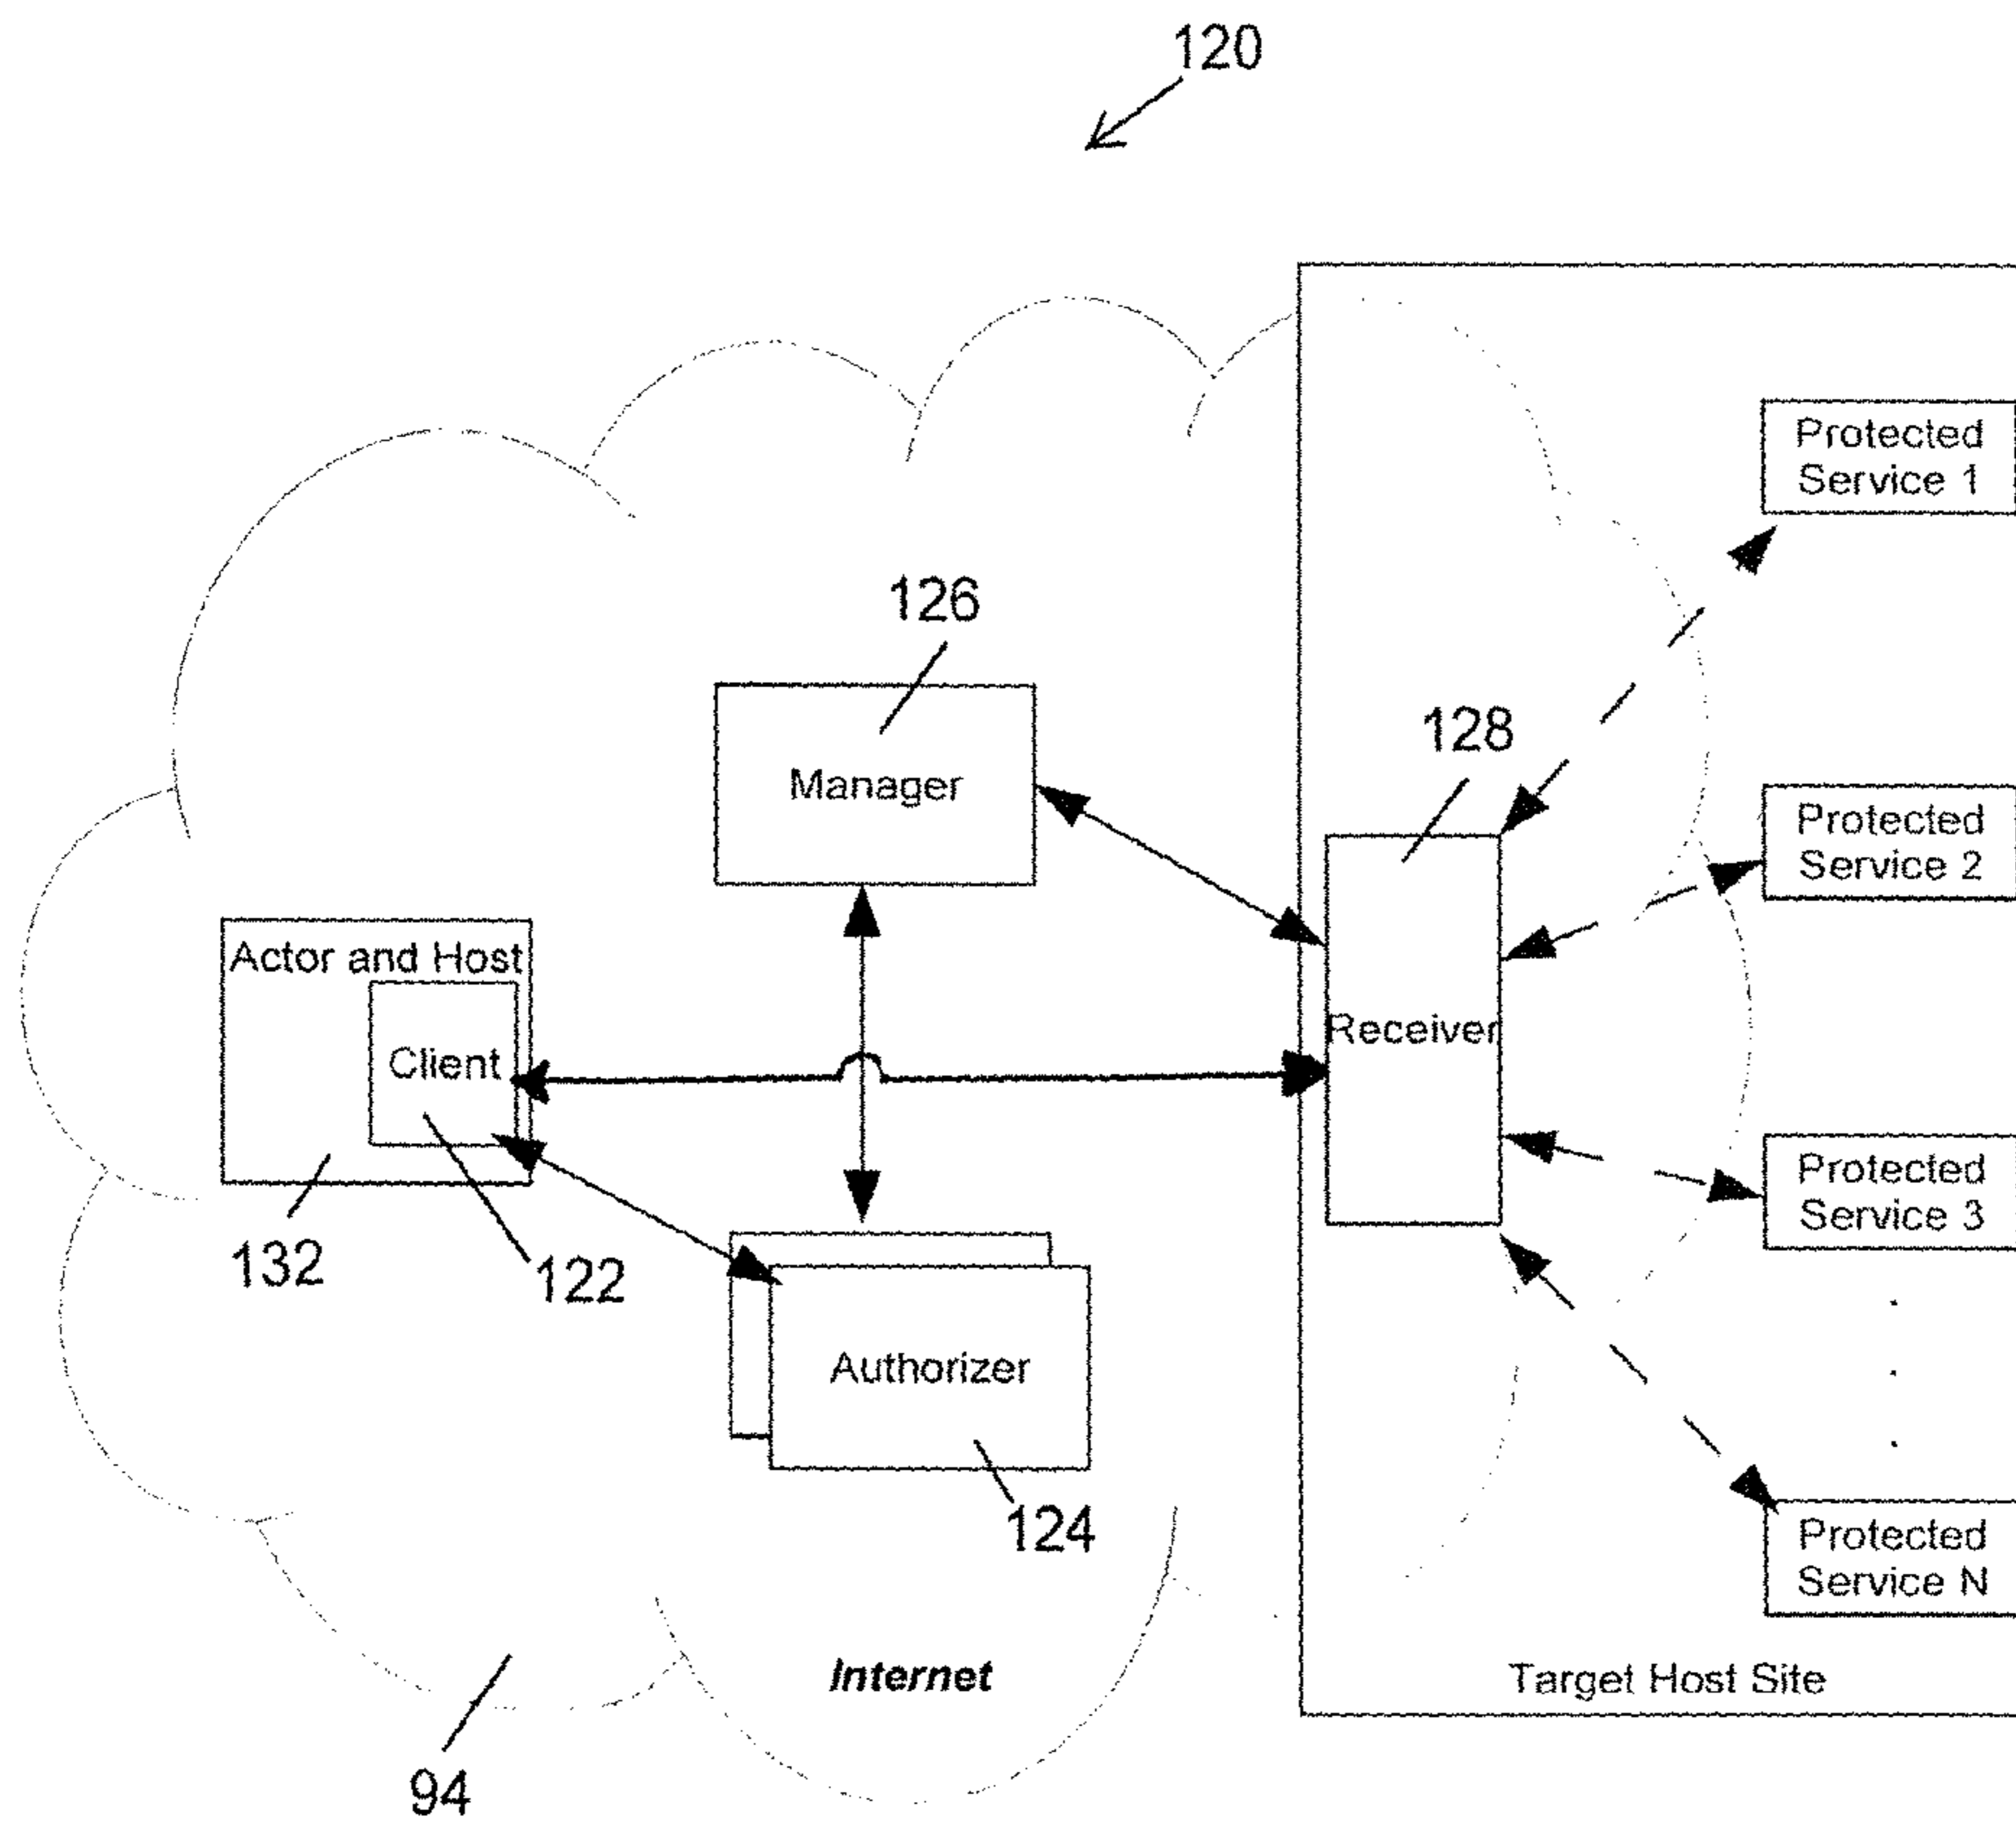 120
Protected
Service 1
126
128
Manager
Protected
Service 2
Actor and Host
Client
Receiver
Protected
Service 3
132
122
Authorizer
124
Protected
Service N
Internet
Target Host Site
94